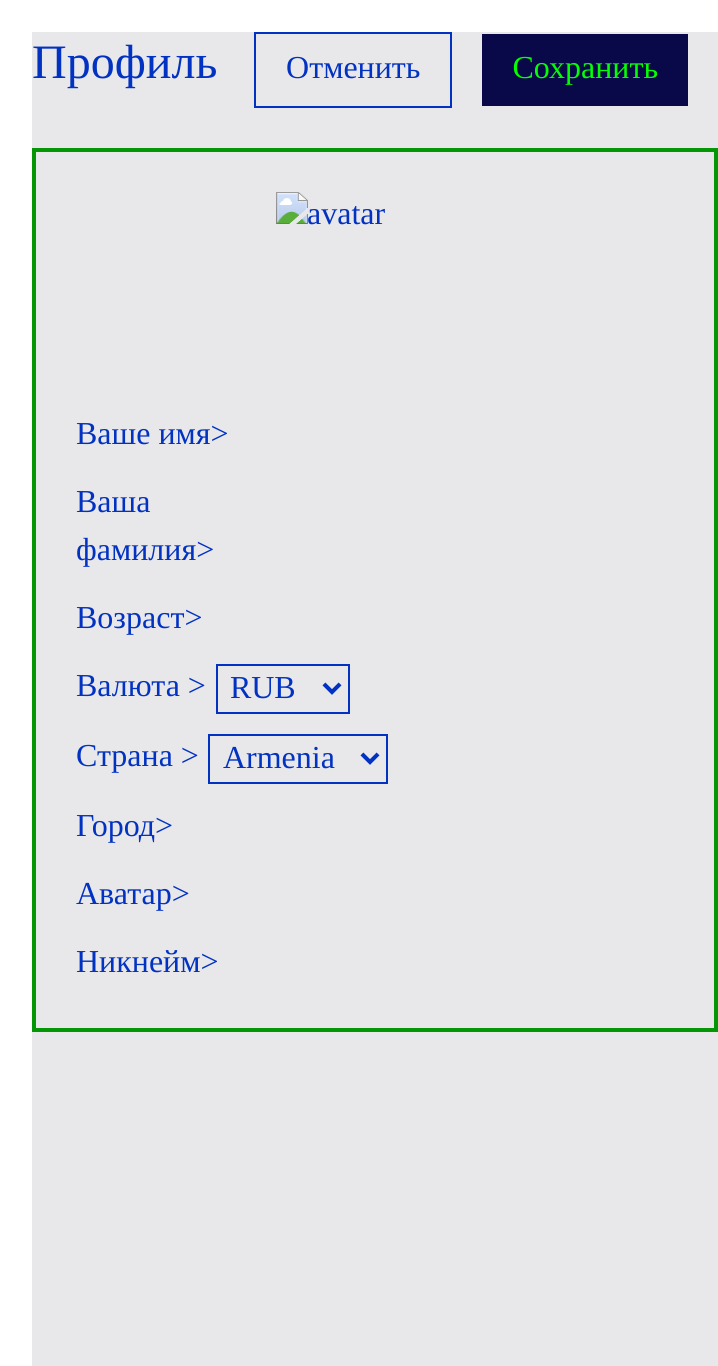 Профиль Отменить Сохранить
avatar
Ваше имя>
Ваша
фамилия>
Возраст>
Валюта > RUB
Страна > Armenia
Город>
Аватар>
Никнейм>